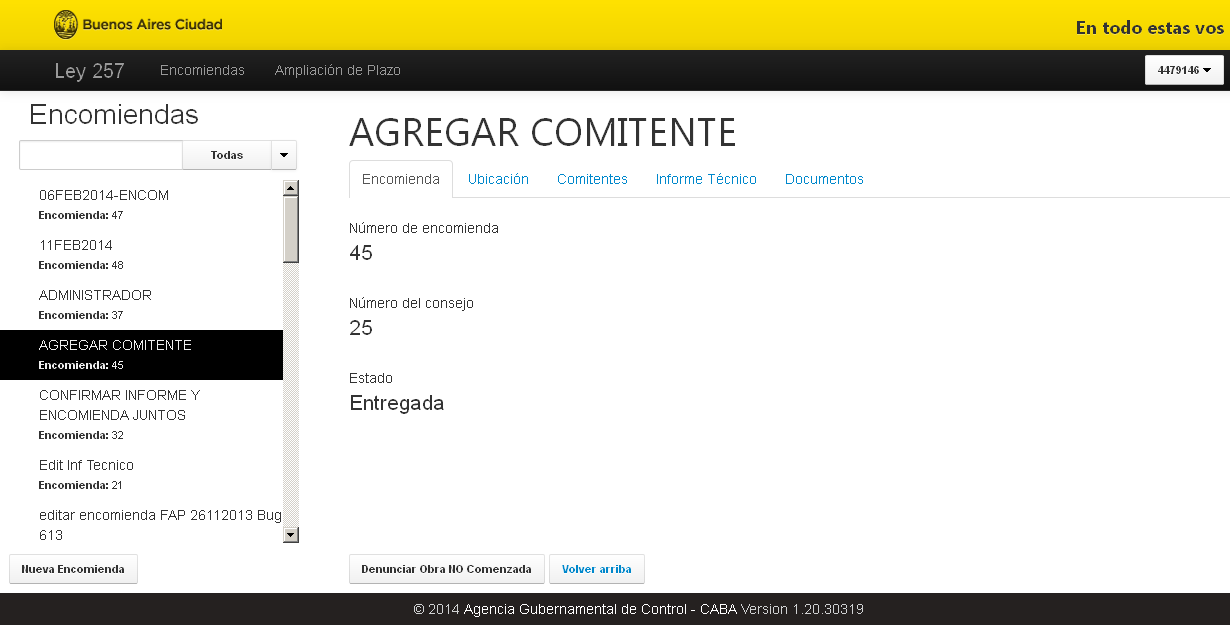 Buenos Aires Ciudad
En todo estas vos
Ley 257 Encomiendas Ampliación de Plazo 4479146
Encomiendas
Todas
06FEB2014-ENCOM
Encomienda: 47
11FEB2014
Encomienda: 48
ADMINISTRADOR
Encomienda: 37
AGREGAR COMITENTE
Encomienda: 45
CONFIRMAR INFORME Y
ENCOMIENDA JUNTOS
Encomienda: 32
Edit Inf Tecnico
Encomienda: 21
editar encomienda FAP 26112013 Bug
613
Nueva Encomienda
AGREGAR COMITENTE
Encomienda Ubicación Comitentes Informe Técnico Documentos
Número de encomienda
45
Número del consejo
25
Estado
Entregada
Denunciar Obra NO Comenzada Volver arriba
© 2014 Agencia Gubernamental de Control - CABA Version 1.20.30319